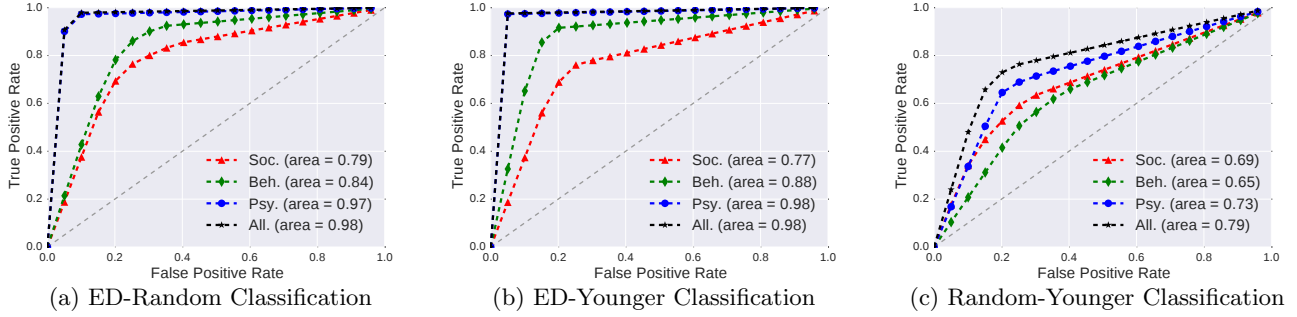 1.0
0.8
0.6
0.4
0.2
0.0
True Positive Rate
Soc. (area = 0.79)
Beh. (area = 0.84)
Psy. (area = 0.97)
All. (area = 0.98)
0.0 0.2 0.4 0.6 0.8 1.0
False Positive Rate
(a) ED-Random Classification
1.0
0.8
0.6
0.4
0.2
0.0
True Positive Rate
Soc. (area = 0.77)
Beh. (area = 0.88)
Psy. (area = 0.98)
All. (area = 0.98)
0.0 0.2 0.4 0.6 0.8 1.0
False Positive Rate
(b) ED-Younger Classification
1.0
0.8
0.6
0.4
0.2
0.0
True Positive Rate
Soc. (area = 0.69)
Beh. (area = 0.65)
Psy. (area = 0.73)
All. (area = 0.79)
0.0 0.2 0.4 0.6 0.8 1.0
False Positive Rate
(c) Random-Younger Classification